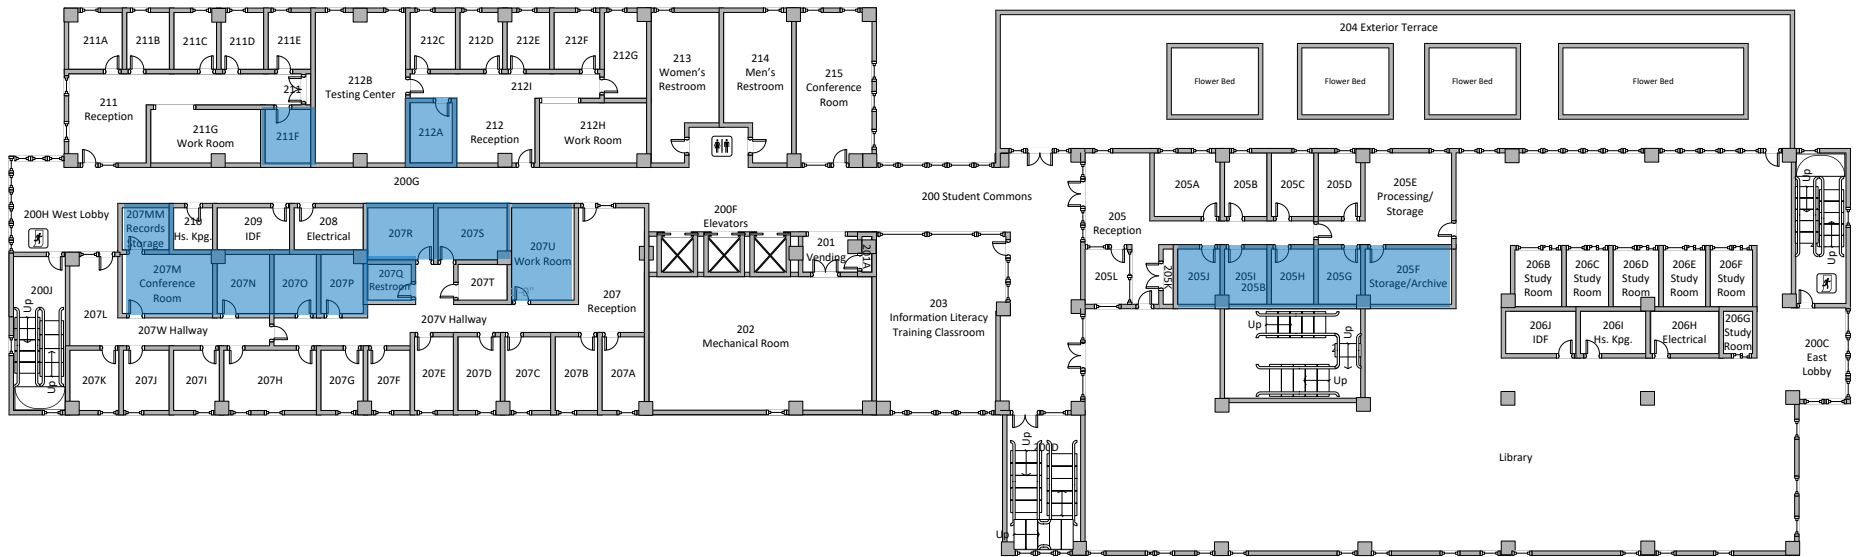 204 Exterior Terrace
Flower Bed
Flower Bed
Flower Bed
Flower Bed
211A
211B
211C
211D
211E
212C
212D
212E
212F
212G
213
Women's
Restroom
214
Men's
Restroom
215
Conference
Room
212B
Testing Center
211
211
Reception
211G
Work Room
211F
212A
212I
212
Reception
212H
Work Room
200G
200 Student Commons
200H West Lobby
207MM
Records
Storage
210
Hs. Kpg.
209
IDF
208
Electrical
207R
207S
207U
Work Room
200F
Elevators
201
Vending
201A
207M
Conference
Room
207N
207O
207P
207Q
Restroom
207T
207
Reception
200J
Up
Up
207L
207W Hallway
207V Hallway
207K
207J
207I
207H
207G
207F
207E
207D
207C
207B
207A
202
Mechanical Room
203
Information Literacy
Training Classroom
205A
205B
205C
205D
205E
Processing/
Storage
205
Reception
205L
205K
205J
205I
205B
205H
205G
205F
Storage/Archive
Up
Up
Up
Up
Up
206B
Study
Room
206C
Study
Room
206D
Study
Room
206E
Study
Room
206F
Study
Room
206J
IDF
206I
Hs. Kpg.
206H
Electrical
206G
Study
Room
200C
East
Lobby
Library
Up
200D
Up